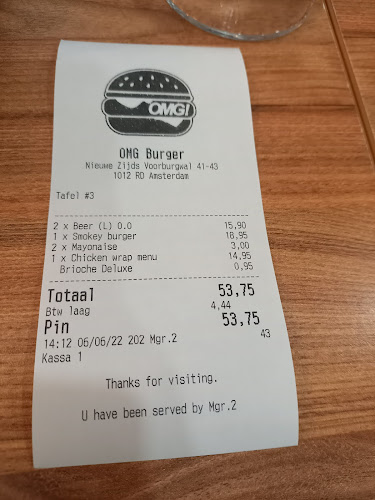 OMG!
OMG Burger
Nieuwe Zijds Voorburgwal 41-43
1012 RD Amsterdam
Tafel #3
2 x Beer (L) 0.0 15,90
1 x Smokey burger 18,95
2 x Mayonaise 3,00
1 x Chicken wrap menu 14,95
Brioche Deluxe 0,95
Totaal 53,75
Btw laag 4,44
Pin 53,75
14:12 06/06/22 202 Mgr.2 43
Kassa 1
Thanks for visiting.
U have been served by Mgr.2